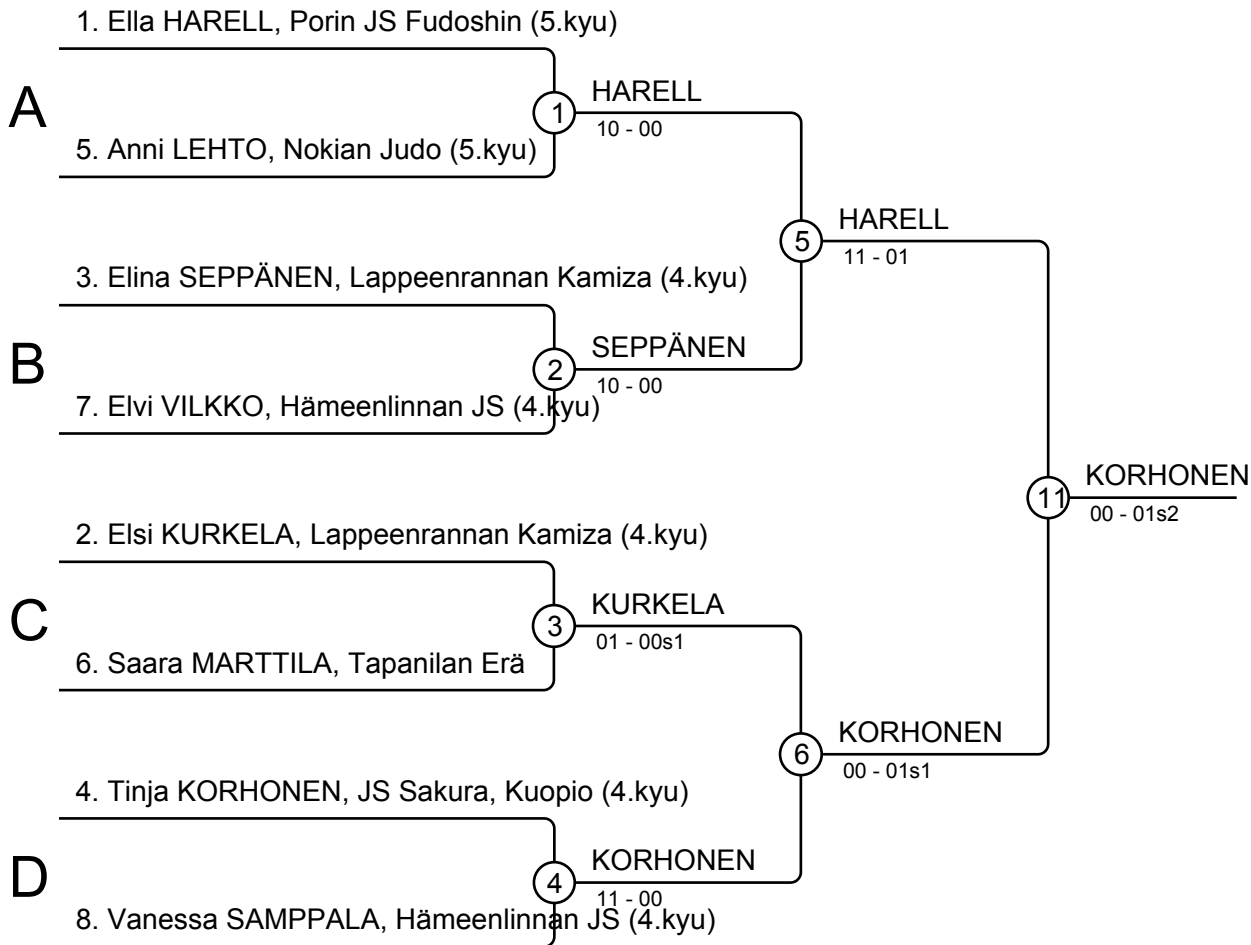 1. Ella HARELL, Porin JS Fudoshin (5.kyu)
A
1
HARELL
10 - 00
5. Anni LEHTO, Nokian Judo (5.kyu)
5
HARELL
11 - 01
3. Elina SEPPÄNEN, Lappeenrannan Kamiza (4.kyu)
B
2
SEPPÄNEN
10 - 00
7. Elvi VILKKO, Hämeenlinnan JS (4.kyu)
11
KORHONEN
00 - 01s2
2. Elsi KURKELA, Lappeenrannan Kamiza (4.kyu)
C
3
KURKELA
01 - 00s1
6. Saara MARTTILA, Tapanilan Erä
6
KORHONEN
00 - 01s1
4. Tinja KORHONEN, JS Sakura, Kuopio (4.kyu)
D
4
KORHONEN
11 - 00
8. Vanessa SAMPPALA, Hämeenlinnan JS (4.kyu)